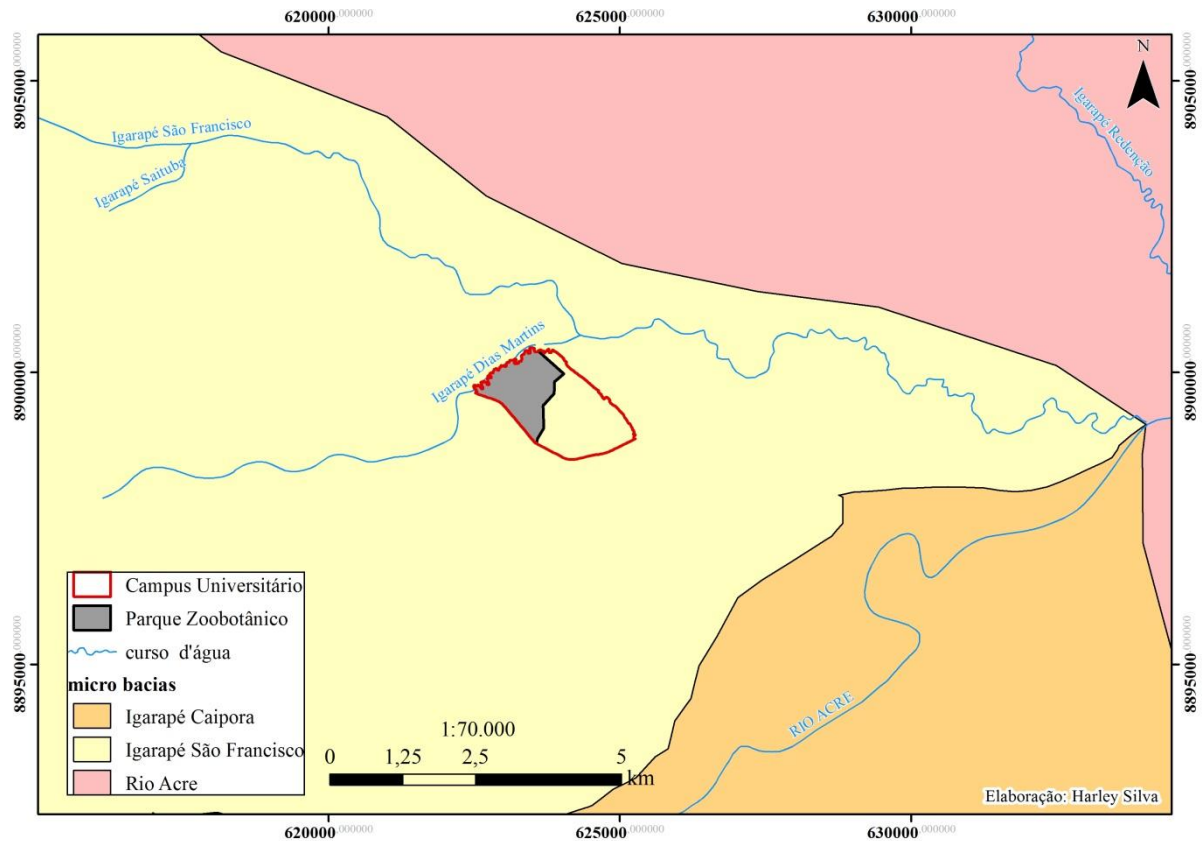 620000,000000 625000,000000 630000,000000
8905000,000000 8905000,000000
N
Igarapé São Francisco
Igarapé Saituba
Igarapé Redenção
Igarapé Dias Martins
8900000,000000 8900000,000000
Campus Universitário
Parque Zoobotânico
curso d'água
micro bacias
Igarapé Caipora
Igarapé São Francisco
Rio Acre
RIO ACRE
8895000,000000 8895000,000000
1:70.000
0 1,25 2,5 5
km
Elaboração: Harley Silva
620000,000000 625000,000000 630000,000000